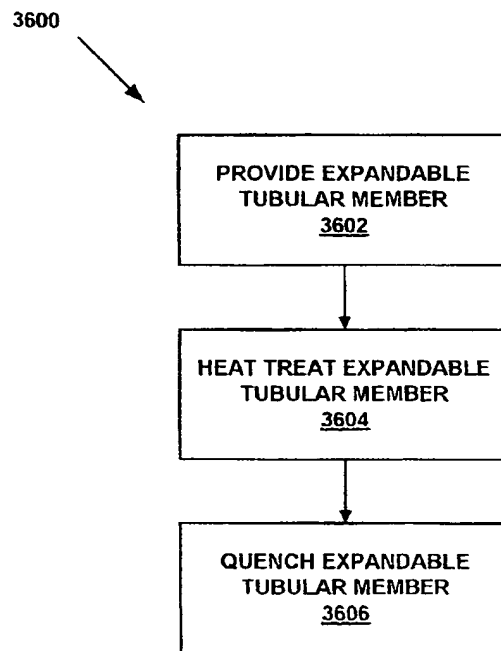 3600
PROVIDE EXPANDABLE
TUBULAR MEMBER
3602
HEAT TREAT EXPANDABLE
TUBULAR MEMBER
3604
QUENCH EXPANDABLE
TUBULAR MEMBER
3606